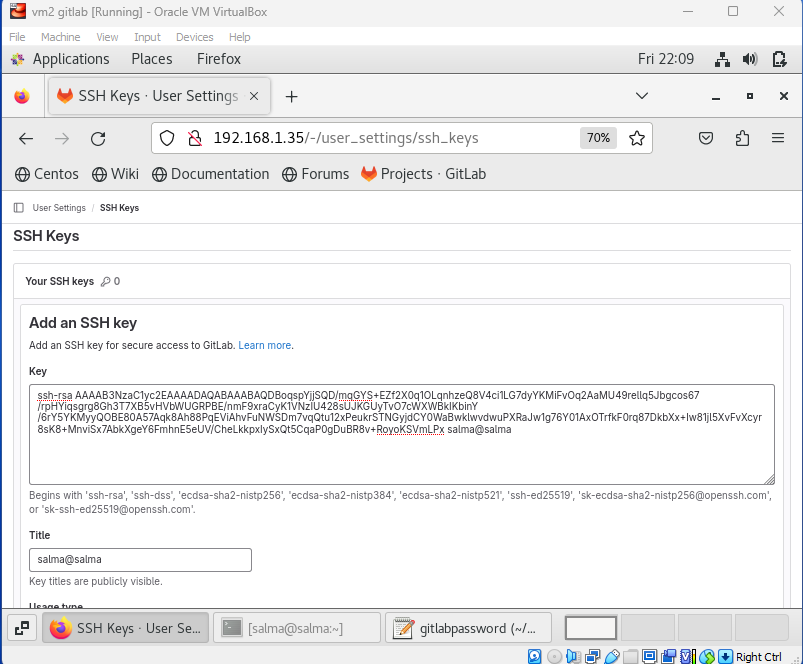 vm2 gitlab [Running] - Oracle VM VirtualBox
File Machine View Input Devices Help
Applications Places Firefox Fri 22:09
SSH Keys · User Settings
192.168.1.35/-/user_settings/ssh_keys 70%
Centos Wiki Documentation Forums Projects · GitLab
User Settings / SSH Keys
SSH Keys
Your SSH keys 0
Add an SSH key
Add an SSH key for secure access to GitLab. Learn more.
Key
ssh-rsa AAAAB3NzaC1yc2EAAAADAQABAAABAQDBoqspYjjSQD/mqGYS+EZf2X0q1OLqnhzeQ8V4ci1LG7dyYKMiFvOq2AaMU49rellq5Jbgcos67
/rpHYiqsgrg8Gh3T7XB5vHVbWUGRPBE/nmF9xraCyK1VNzIU428sUJKGUyTvO7cWXWBkIKbinY
/6rY5YKMyyQOBE80A57Aqk8Ah88PqEViAhvFuNWSDm7vqQtu12xPeukrSTNGyjdCY0WaBwklwvdwuPXRaJw1g76Y01AxOTrfkF0rq87DkbXx+Iw81jl5XvFvXcyr
8sK8+MnviSx7AbkXgeY6FmhnE5eUV/CheLkkpxIySxQt5CqaP0gDuBR8v+RoyoKSVmLPx salma@salma
Begins with 'ssh-rsa', 'ssh-dss', 'ecdsa-sha2-nistp256', 'ecdsa-sha2-nistp384', 'ecdsa-sha2-nistp521', 'ssh-ed25519', 'sk-ecdsa-sha2-nistp256@openssh.com',
or 'sk-ssh-ed25519@openssh.com'.
Title
salma@salma
Key titles are publicly visible.
Usage type
SSH Keys · User Se... [salma@salma:~] gitlabpassword (~/...
Right Ctrl